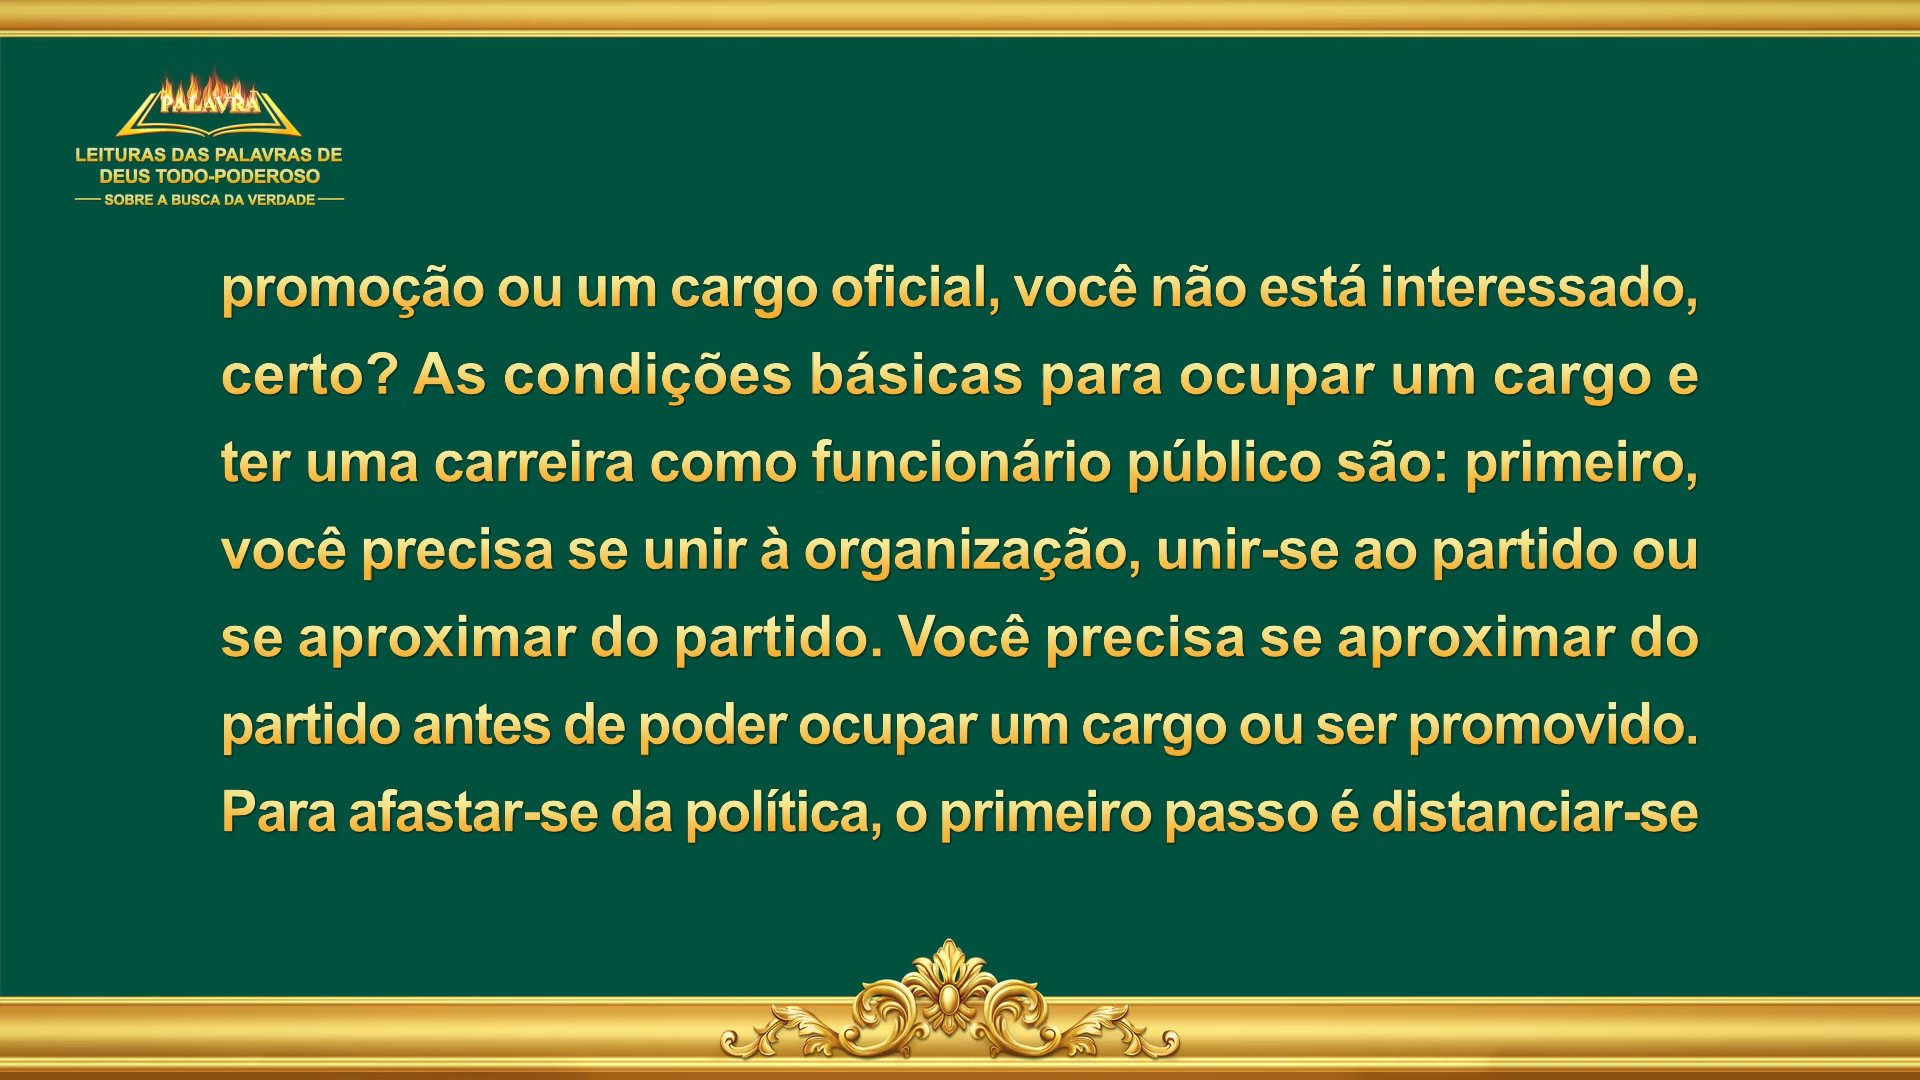 PALAVRA
LEITURAS DAS PALAVRAS DE
DEUS TODO-PODEROSO
SOBRE A BUSCA DA VERDADE
promoção ou um cargo oficial, você não está interessado,
certo? As condições básicas para ocupar um cargo e
ter uma carreira como funcionário público são: primeiro,
você precisa se unir à organização, unir-se ao partido ou
se aproximar do partido. Você precisa se aproximar do
partido antes de poder ocupar um cargo ou ser promovido.
Para afastar-se da política, o primeiro passo é distanciar-se